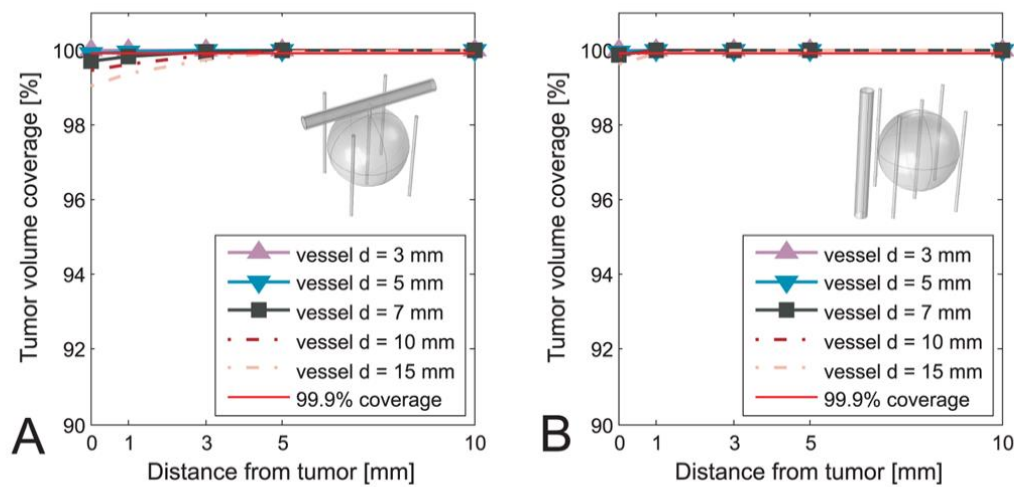 Tumor volume coverage [%]
100
98
96
94
92
90
vessel d = 3 mm
vessel d = 5 mm
vessel d = 7 mm
vessel d = 10 mm
vessel d = 15 mm
99.9% coverage
0 1 3 5 10
Distance from tumor [mm]
A
Tumor volume coverage [%]
100
98
96
94
92
90
vessel d = 3 mm
vessel d = 5 mm
vessel d = 7 mm
vessel d = 10 mm
vessel d = 15 mm
99.9% coverage
0 1 3 5 10
Distance from tumor [mm]
B